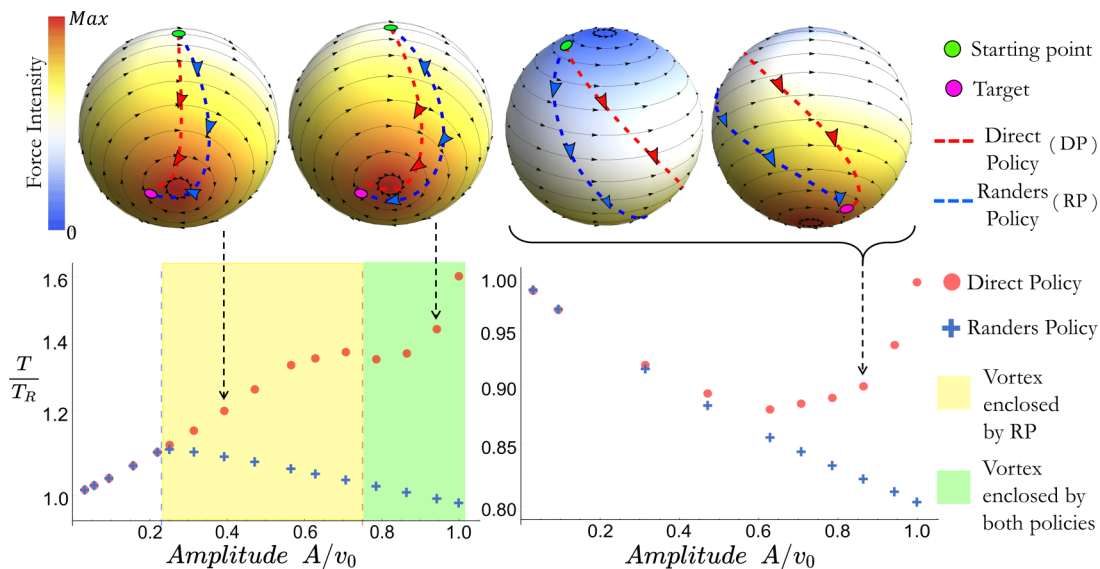 Max
Force Intensity
0
Starting point
Target
Direct Policy (DP)
Randers Policy (RP)
1.6
1.4
1.2
1.0
T
T_R
0.2
0.4
0.6
0.8
1.0
Amplitude A/v_0
1.00
0.95
0.90
0.85
0.80
0.2
0.4
0.6
0.8
1.0
Amplitude A/v_0
Direct Policy
Randers Policy
Vortex
enclosed
by RP
Vortex
enclosed by
both policies